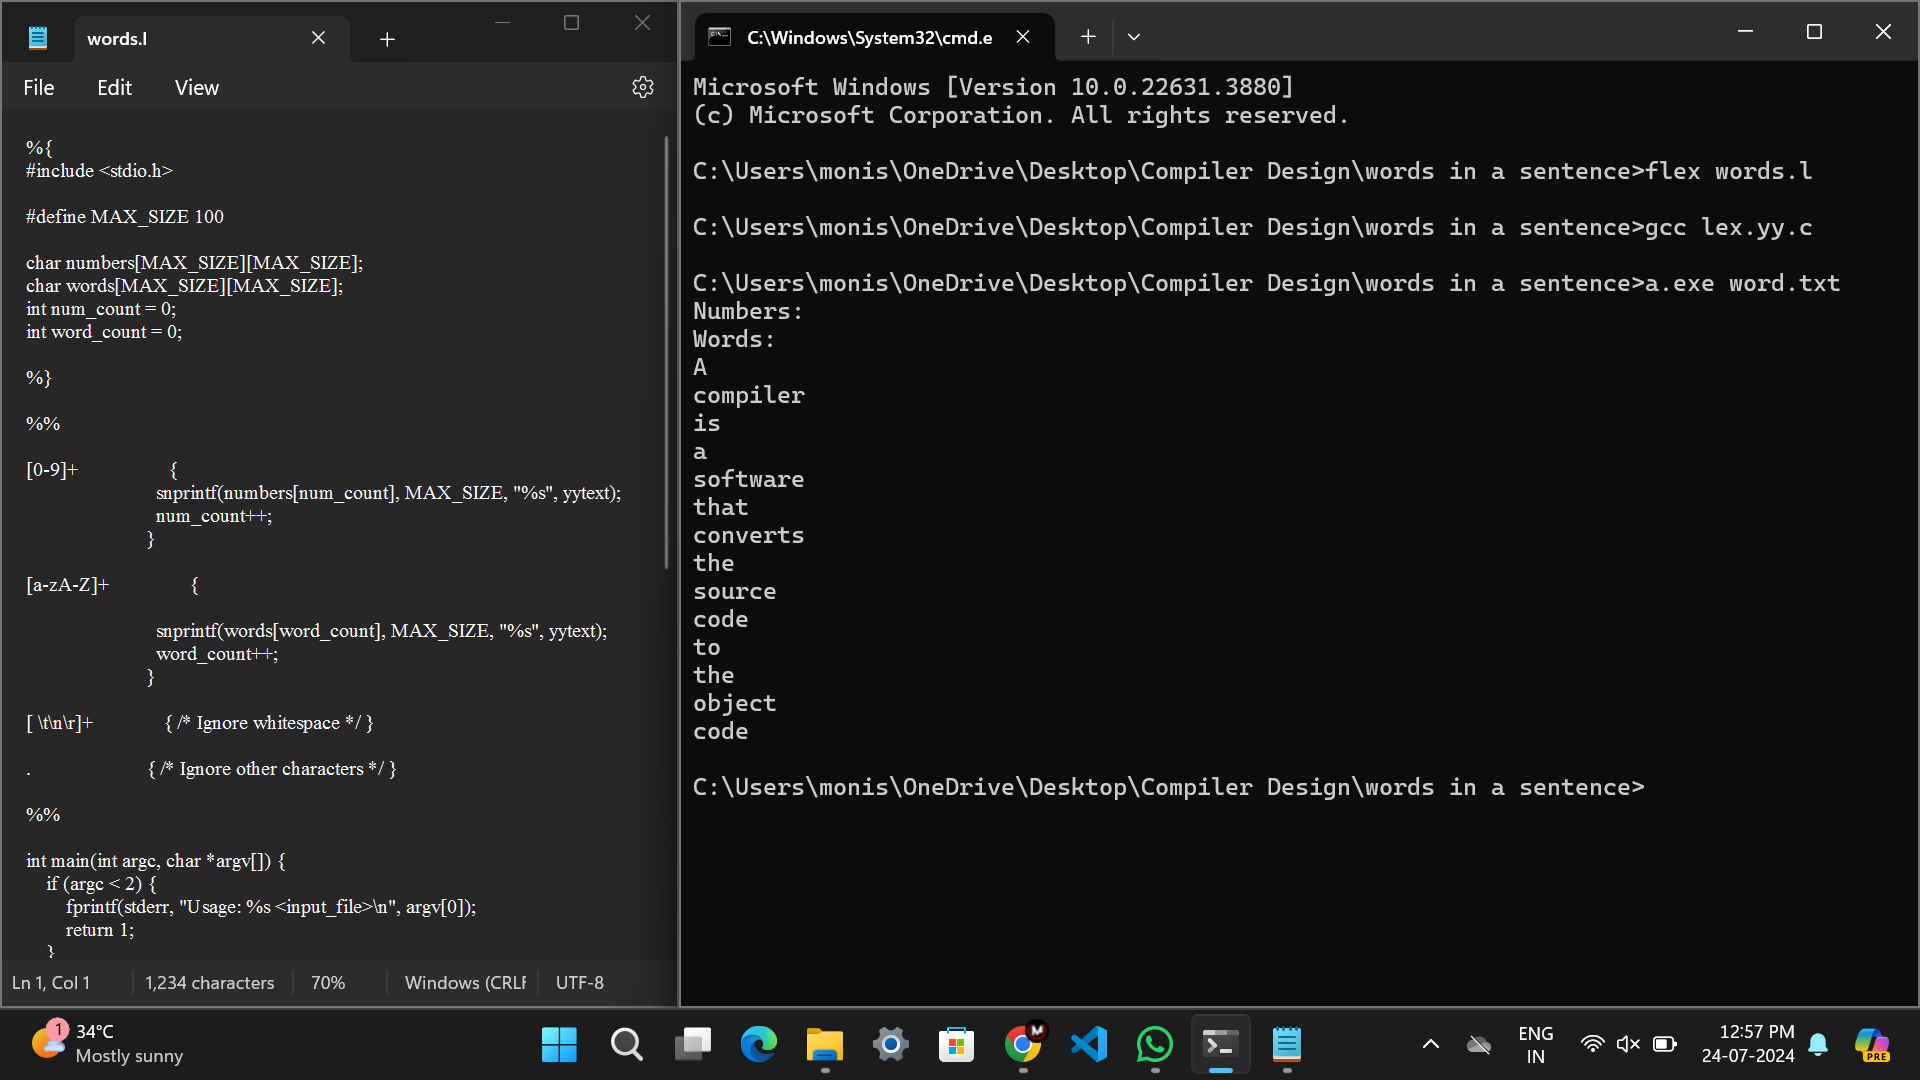 words.l
File Edit View
%{
#include <stdio.h>
#define MAX_SIZE 100
char numbers[MAX_SIZE][MAX_SIZE];
char words[MAX_SIZE][MAX_SIZE];
int num_count = 0;
int word_count = 0;
%}
%%
[0-9]+ {
snprintf(numbers[num_count], MAX_SIZE, "%s", yytext);
num_count++;
}
[a-zA-Z]+ {
snprintf(words[word_count], MAX_SIZE, "%s", yytext);
word_count++;
}
[ \t\n\r]+ { /* Ignore whitespace */ }
. { /* Ignore other characters */ }
%%
int main(int argc, char *argv[]) {
if (argc < 2) {
fprintf(stderr, "Usage: %s <input_file>\n", argv[0]);
return 1;
}
Ln 1, Col 1 1,234 characters 70% Windows (CRLF UTF-8
C:\Windows\System32\cmd.e
Microsoft Windows [Version 10.0.22631.3880]
(c) Microsoft Corporation. All rights reserved.
C:\Users\monis\OneDrive\Desktop\Compiler Design\words in a sentence>flex words.l
C:\Users\monis\OneDrive\Desktop\Compiler Design\words in a sentence>gcc lex.yy.c
C:\Users\monis\OneDrive\Desktop\Compiler Design\words in a sentence>a.exe word.txt
Numbers:
Words:
A
compiler
is
a
software
that
converts
the
source
code
to
the
object
code
C:\Users\monis\OneDrive\Desktop\Compiler Design\words in a sentence>
1
34°C
Mostly sunny
M
ENG
IN
12:57 PM
24-07-2024
PRE